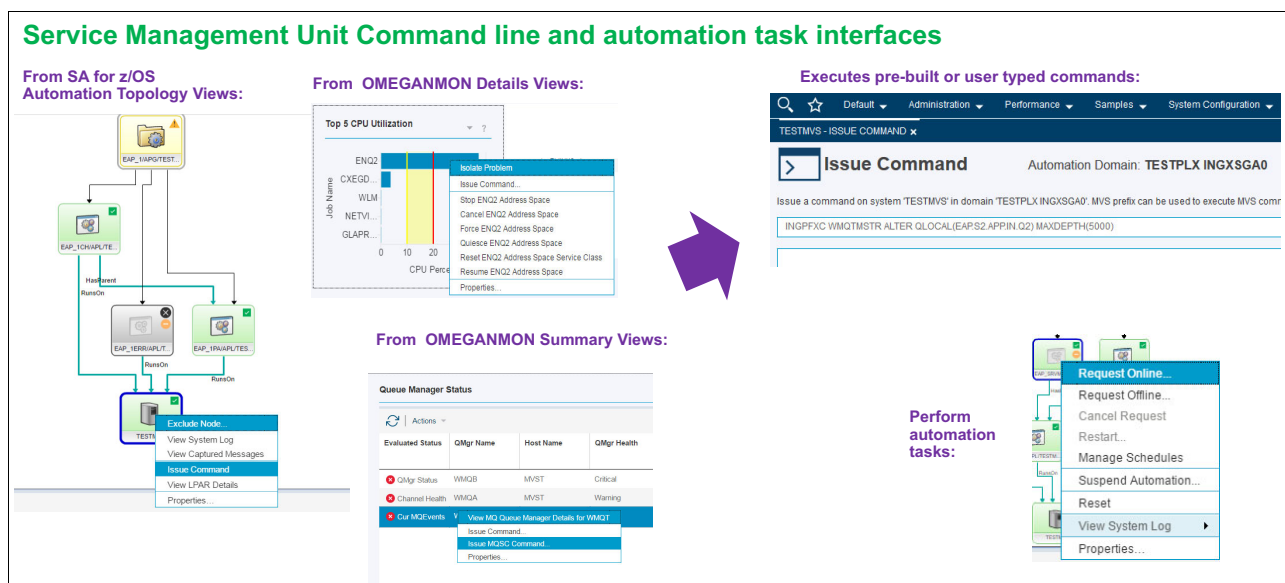 Service Management Unit Command line and automation task interfaces
From SA for z/OS
Automation Topology Views:
EAP_1/APG/TEST...
EAP_1CH/APL/TE...
HasParent
RunsOn
EAP_1ERR/APL/T...
EAP_1PA/APL/TES...
RunsOn
RunsOn
Exclude Node...
View System Log
View Captured Messages
Issue Command
View LPAR Details
Properties...
From OMEGANMON Details Views:
Top 5 CPU Utilization
?
Job Name
ENQ2
CXEGD...
WLM
NETVI...
GLAPR...
0 10 20
CPU Perce
Isolate Problem
Issue Command...
Stop ENQ2 Address Space
Cancel ENQ2 Address Space
Force ENQ2 Address Space
Quiesce ENQ2 Address Space
Reset ENQ2 Address Space Service Class
Resume ENQ2 Address Space
Properties...
From OMEGANMON Summary Views:
Queue Manager Status
Actions
Evaluated Status QMgr Name Host Name QMgr Health
QMgr Status WMQB MVST Critical
Channel Health WMQA MVST Warning
Cur MQEvents
View MQ Queue Manager Details for WMQT
Issue Command...
Issue MQSC Command...
Properties...
Executes pre-built or user typed commands:
Default Administration Performance Samples System Configuration
TESTMVS - ISSUE COMMAND x
Issue Command Automation Domain: TESTPLX INGXSGA0
Issue a command on system 'TESTMVS' in domain 'TESTPLX INGXSGA0'. MVS prefix can be used to execute MVS comm
INGPFXC WMQTMSTR ALTER QLOCAL(EAP.S2.APP.IN.Q2) MAXDEPTH(5000)
Perform
automation
tasks:
Request Online...
Request Offline...
Cancel Request
Restart...
Manage Schedules
Suspend Automation...
Reset
View System Log
Properties...